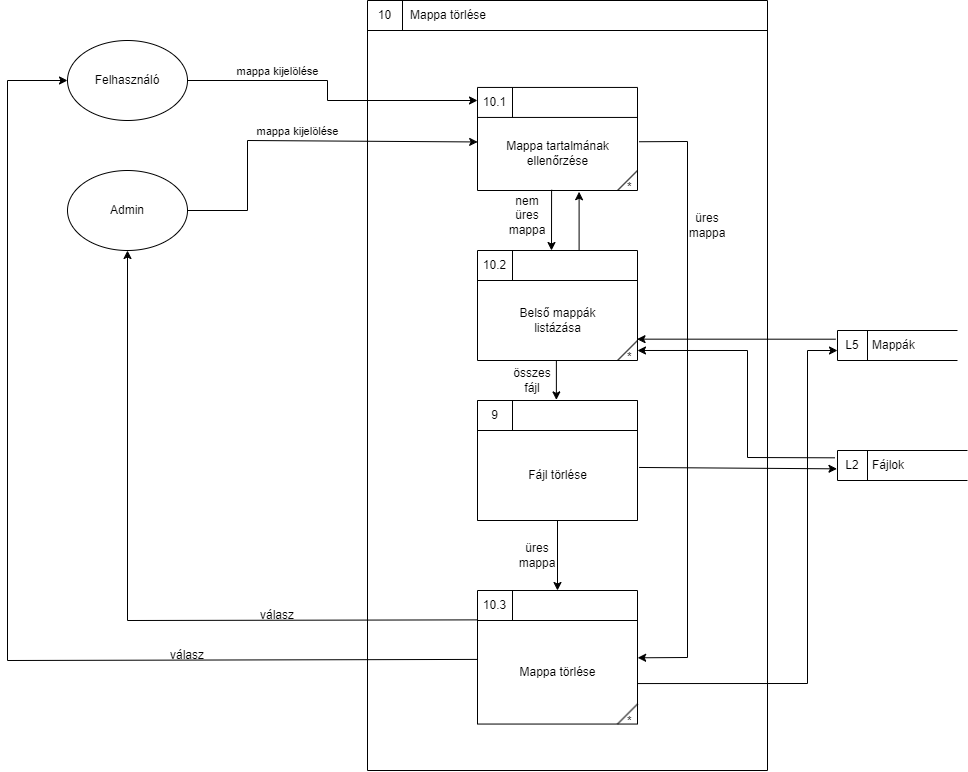 10 Mappa törlése
Felhasználó
mappa kijelölése
10.1
mappa kijelölése
Mappa tartalmának
ellenőrzése
*
Admin
nem
üres
mappa
üres
mappa
10.2
Belső mappák
listázása
*
L5 Mappák
összes
fájl
9
L2 Fájlok
Fájl törlése
üres
mappa
10.3
válasz
válasz
Mappa törlése
*